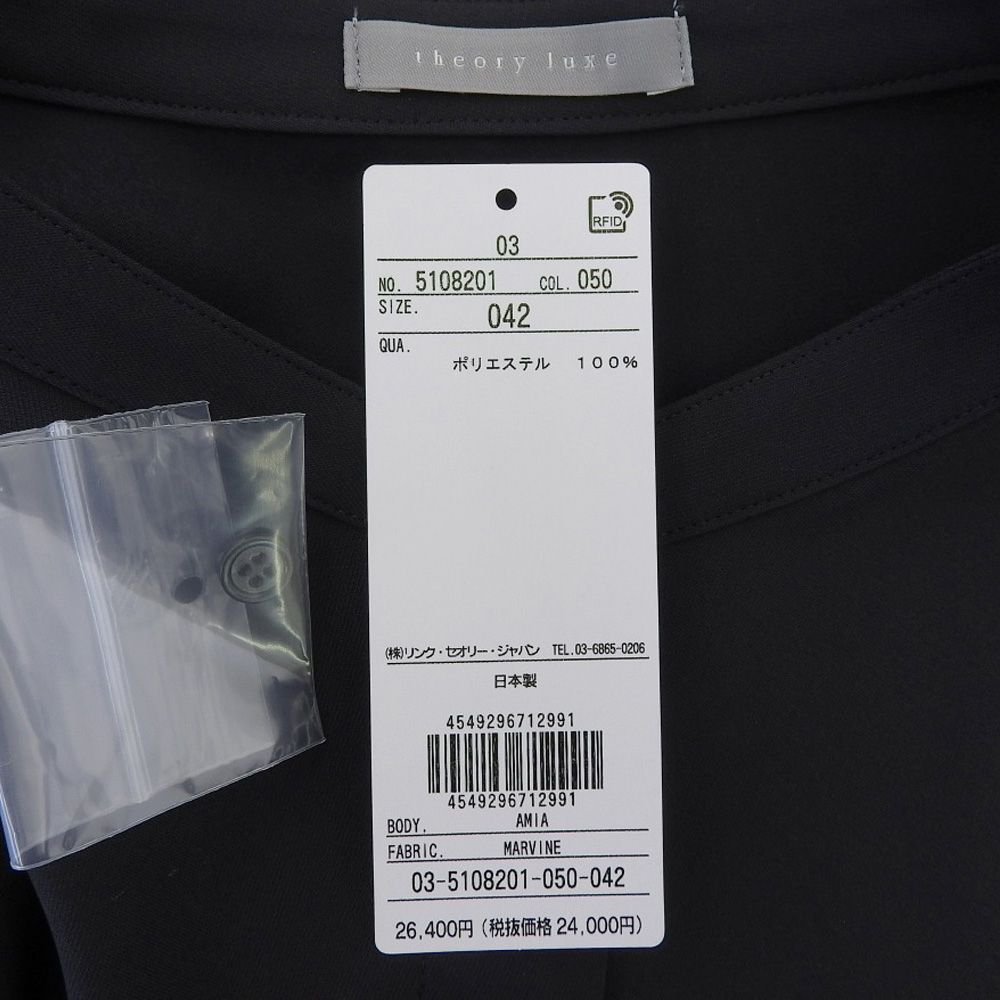 theory luxe
RFID
03
NO. 5108201 COL. 050
SIZE. 042
QUA.
ポリエステル 100%
(株)リンク・セオリー・ジャパン TEL.03-6865-0206
日本製
4549296712991
4549296712991
BODY. AMIA
FABRIC. MARVINE
03-5108201-050-042
26,400円(税抜価格24,000円)